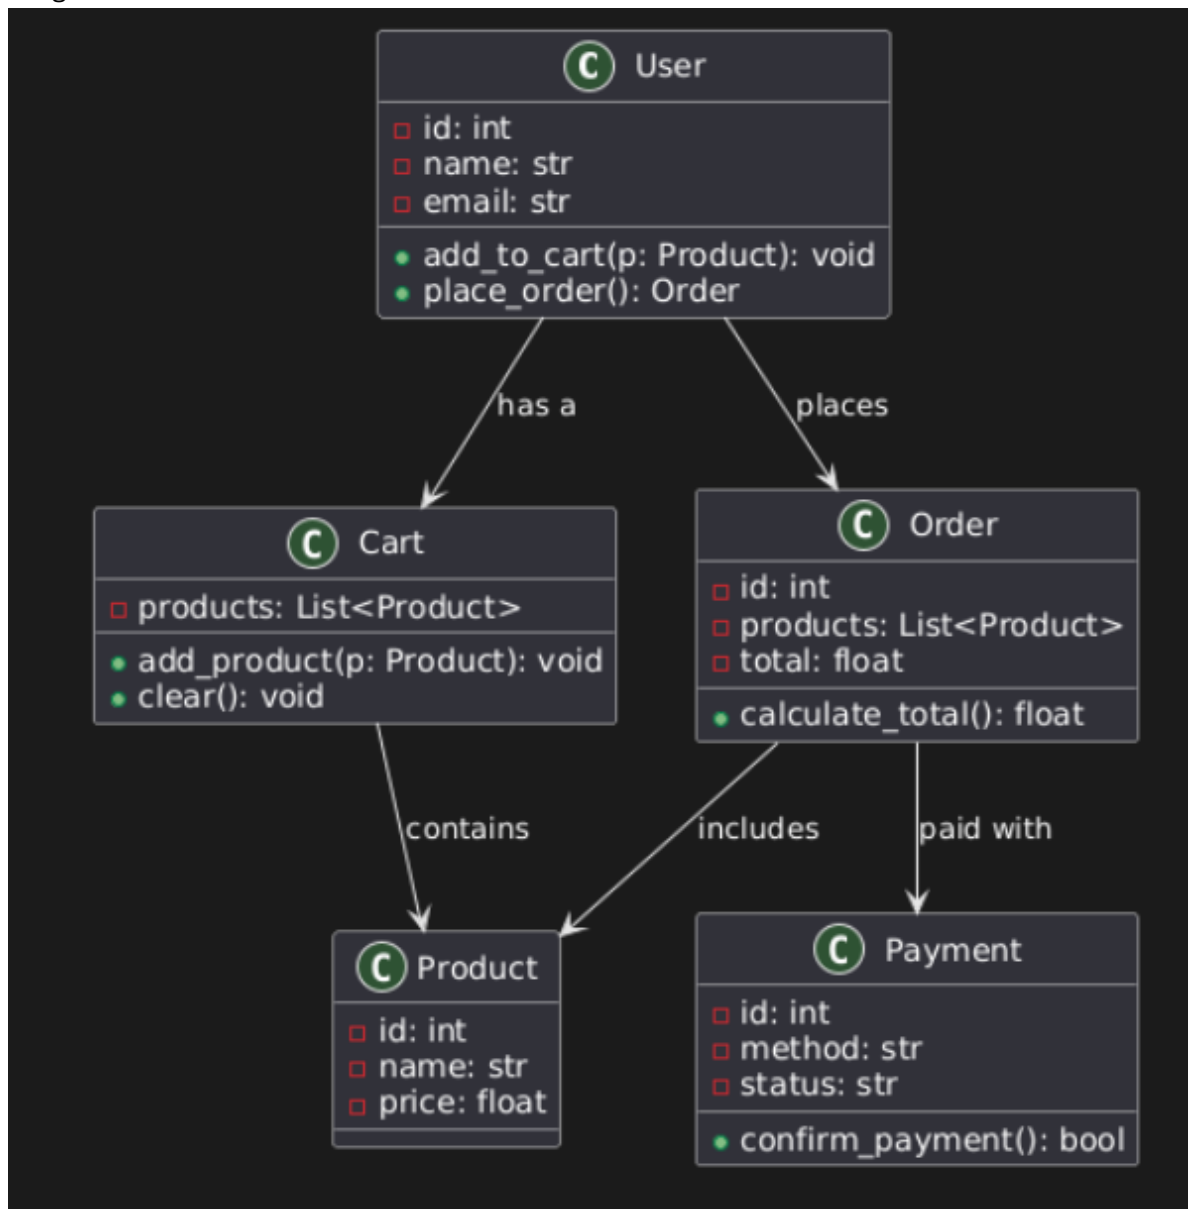 C User
id: int
name: str
email: str
add_to_cart(p: Product): void
place_order(): Order
has a
places
C Cart
products: List<Product>
add_product(p: Product): void
clear(): void
C Order
id: int
products: List<Product>
total: float
calculate_total(): float
contains
includes
paid with
C Product
id: int
name: str
price: float
C Payment
id: int
method: str
status: str
confirm_payment(): bool